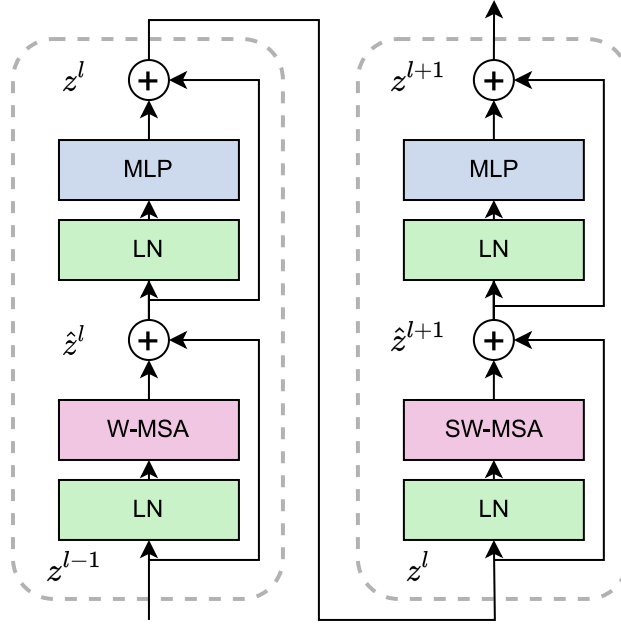 z^l
MLP
LN
ẑ^l
W-MSA
LN
z^{l-1}
z^{l+1}
MLP
LN
ẑ^{l+1}
SW-MSA
LN
z^l